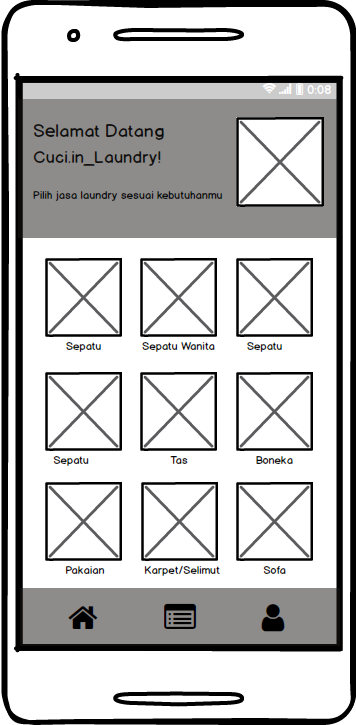 0:08
Selamat Datang
Cuci.in_Laundry!
Pilih jasa laundry sesuai kebutuhanmu
Sepatu Sepatu Wanita Sepatu
Sepatu Tas Boneka
Pakaian Karpet/Selimut Sofa